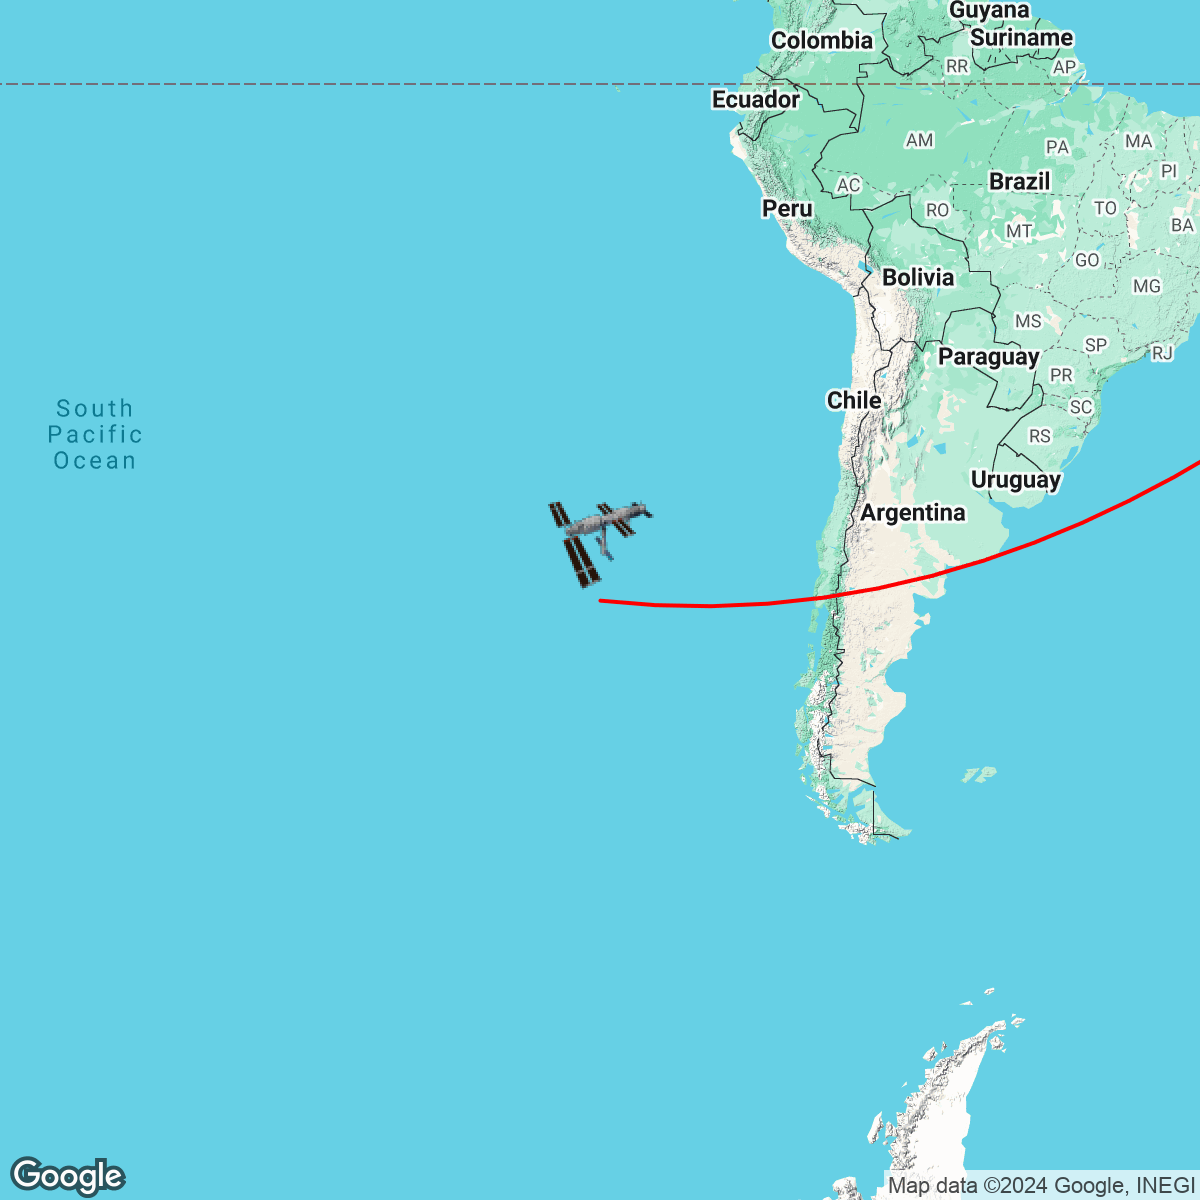 Guyana
Suriname
Colombia
RR
AP
Ecuador
AM
PA
MA
PI
Brazil
AC
Peru
RO
TO
BA
MT
GO
Bolivia
MG
MS
SP
RJ
Paraguay
PR
Chile
SC
South
Pacific
Ocean
RS
Uruguay
Argentina
Google
Map data ©2024 Google, INEGI